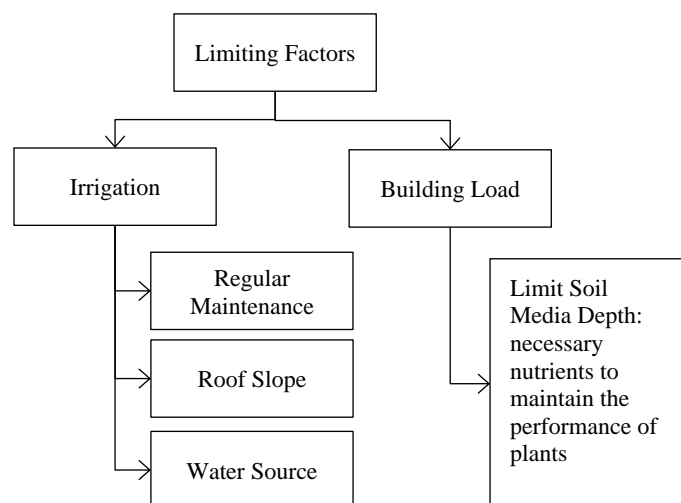 Limiting Factors
Irrigation
Building Load
Regular
Maintenance
Roof Slope
Water Source
Limit Soil
Media Depth:
necessary
nutrients to
maintain the
performance of
plants